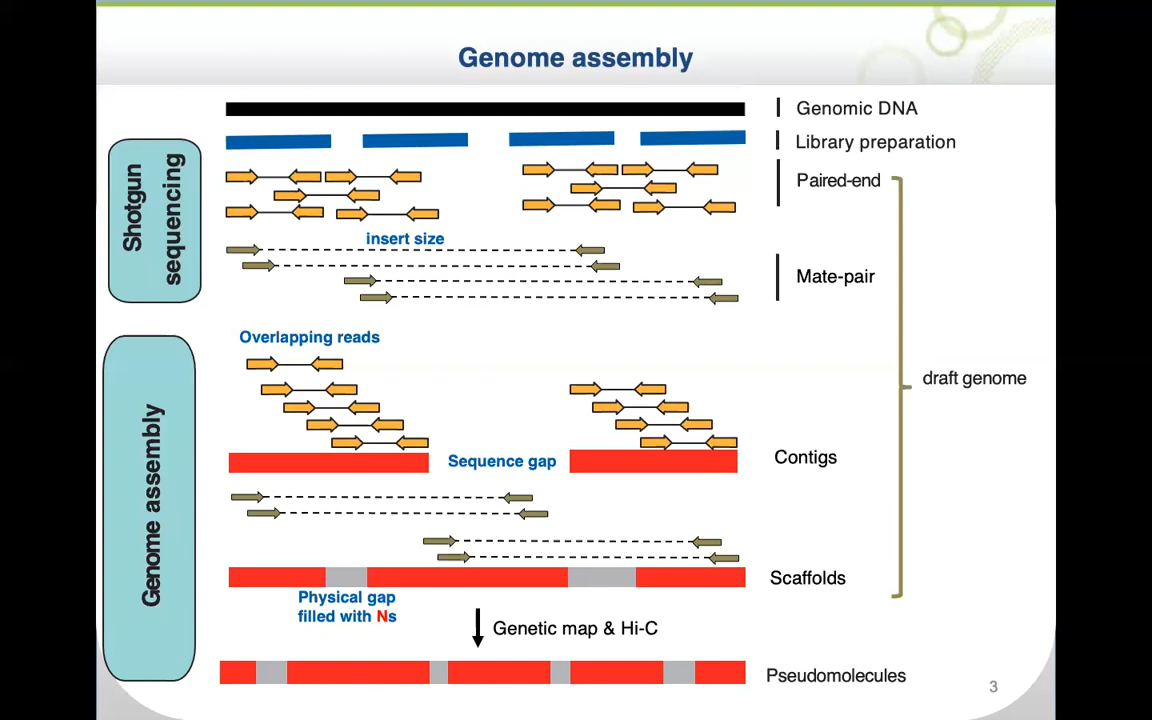 Genome assembly
Genomic DNA
Library preparation
Shotgun
sequencing
Paired-end
insert size
Mate-pair
Overlapping reads
draft genome
Genome assembly
Sequence gap
Contigs
Scaffolds
Physical gap
filled with Ns
Genetic map & Hi-C
Pseudomolecules
3